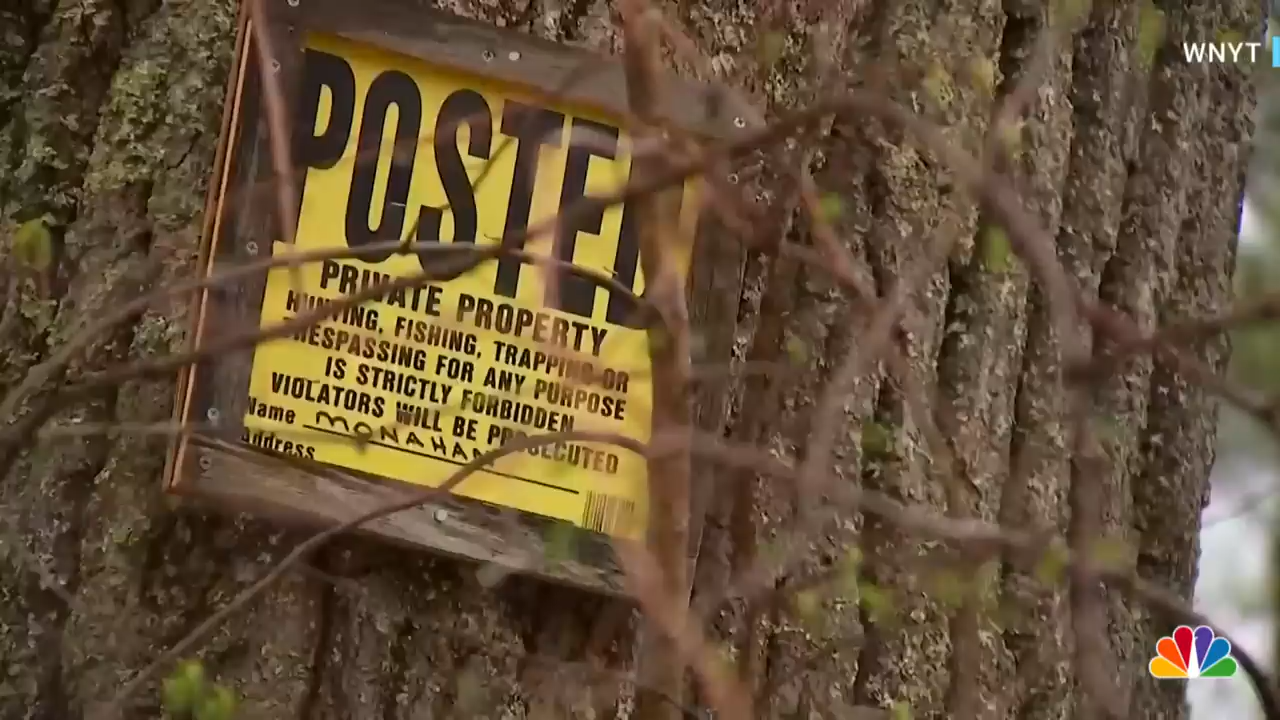 WNYT
POSTED
PRIVATE PROPERTY
HUNTING, FISHING, TRAPPING OR
TRESPASSING FOR ANY PURPOSE
IS STRICTLY FORBIDDEN
VIOLATORS WILL BE PROSECUTED
Name MONAHAN
Address